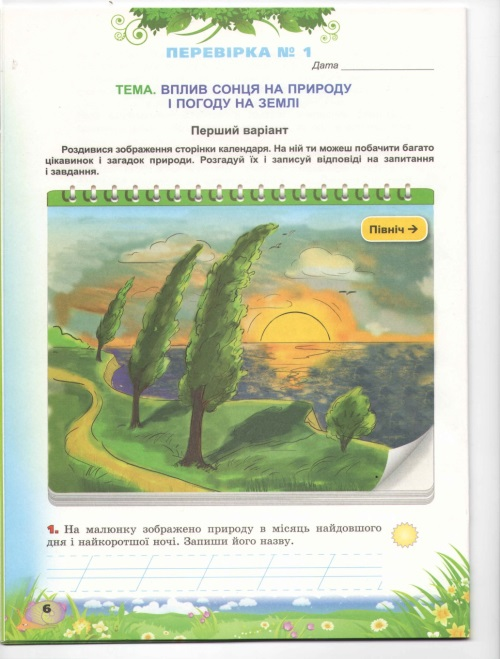 ПЕРЕВІРКА № 1
Дата
ТЕМА. ВПЛИВ СОНЦЯ НА ПРИРОДУ
І ПОГОДУ НА ЗЕМЛІ
Перший варіант
Роздивися зображення сторінки календаря. На ній ти можеш побачити багато
цікавинок і загадок природи. Розгадуй їх і записуй відповіді на запитання
і завдання.
Північ →
1. На малюнку зображено природу в місяць найдовшого
дня і найкоротшої ночі. Запиши його назву.
6